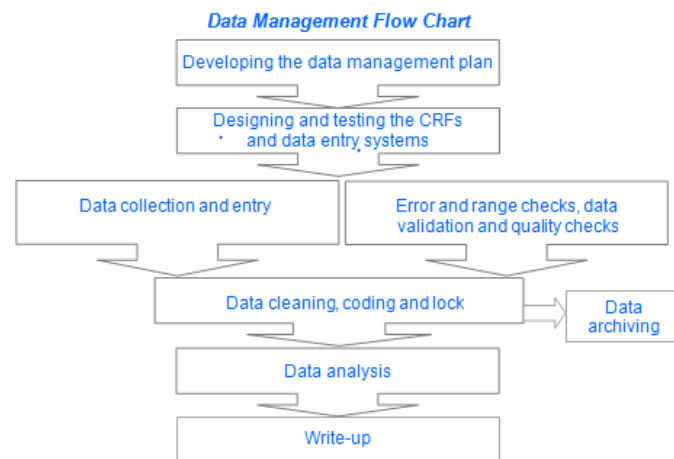 Data Management Flow Chart
Developing the data management plan
Designing and testing the CRFs
and data entry systems
Data collection and entry
Error and range checks, data
validation and quality checks
Data cleaning, coding and lock
Data
archiving
Data analysis
Write-up